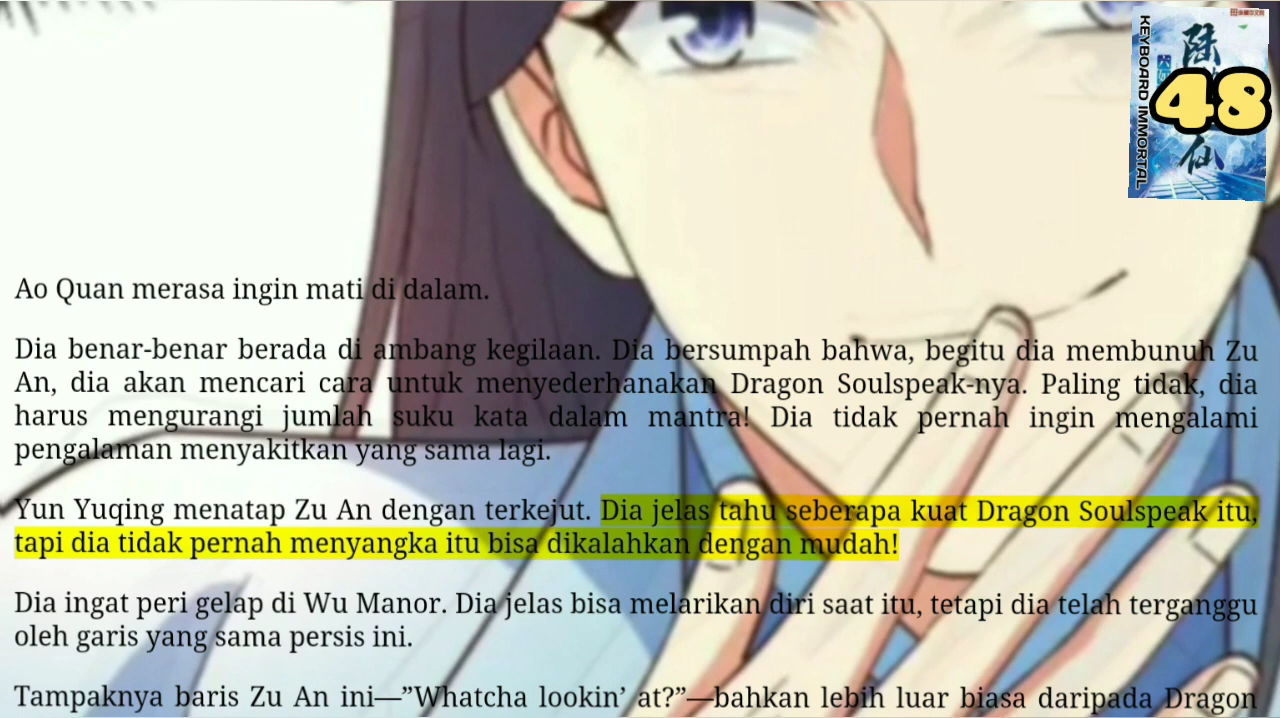 KEYBOARD IMMORTAL
48
仙
Ao Quan merasa ingin mati di dalam.
Dia benar-benar berada di ambang kegilaan. Dia bersumpah bahwa, begitu dia membunuh Zu
An, dia akan mencari cara untuk menyederhanakan Dragon Soulspeak-nya. Paling tidak, dia
harus mengurangi jumlah suku kata dalam mantra! Dia tidak pernah ingin mengalami
pengalaman menyakitkan yang sama lagi.
Yun Yuqing menatap Zu An dengan terkejut. Dia jelas tahu seberapa kuat Dragon Soulspeak itu,
tapi dia tidak pernah menyangka itu bisa dikalahkan dengan mudah!
Dia ingat peri gelap di Wu Manor. Dia jelas bisa melarikan diri saat itu, tetapi dia telah terganggu
oleh garis yang sama persis ini.
Tampaknya baris Zu An ini—”Whatcha lookin’ at?”—bahkan lebih luar biasa daripada Dragon